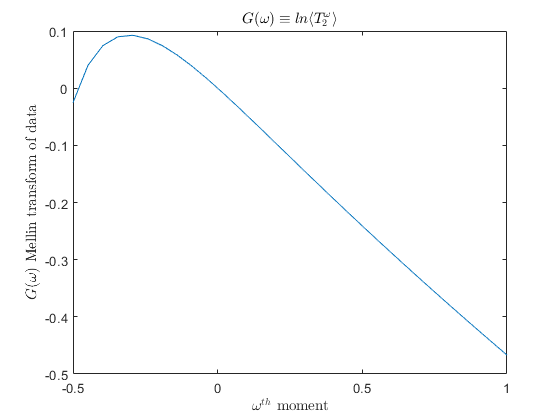 G(ω) ≡ ln⟨T₂^ω⟩
0.1
0
-0.1
-0.2
-0.3
-0.4
-0.5
G(ω) Mellin transform of data
-0.5 0 0.5 1
ω^th moment